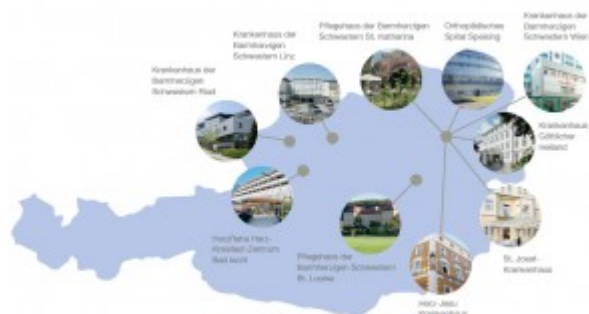 Krankenhaus der
Barmherzigen
Schwestern Ried
Krankenhaus der
Barmherzigen
Schwestern Linz
Pflegehaus der Barmherzigen
Schwestern St. Katharina
Orthopädisches
Spital Speising
Krankenhaus der
Barmherzigen
Schwestern Wien
Krankenhaus
Göttlicher
Heiland
St. Josef-
Krankenhaus
Herz-Jesu
Krankenhaus
Pflegehaus der
Barmherzigen Schwestern
St. Louise
Herz-
Zentrum
Bad Ischl